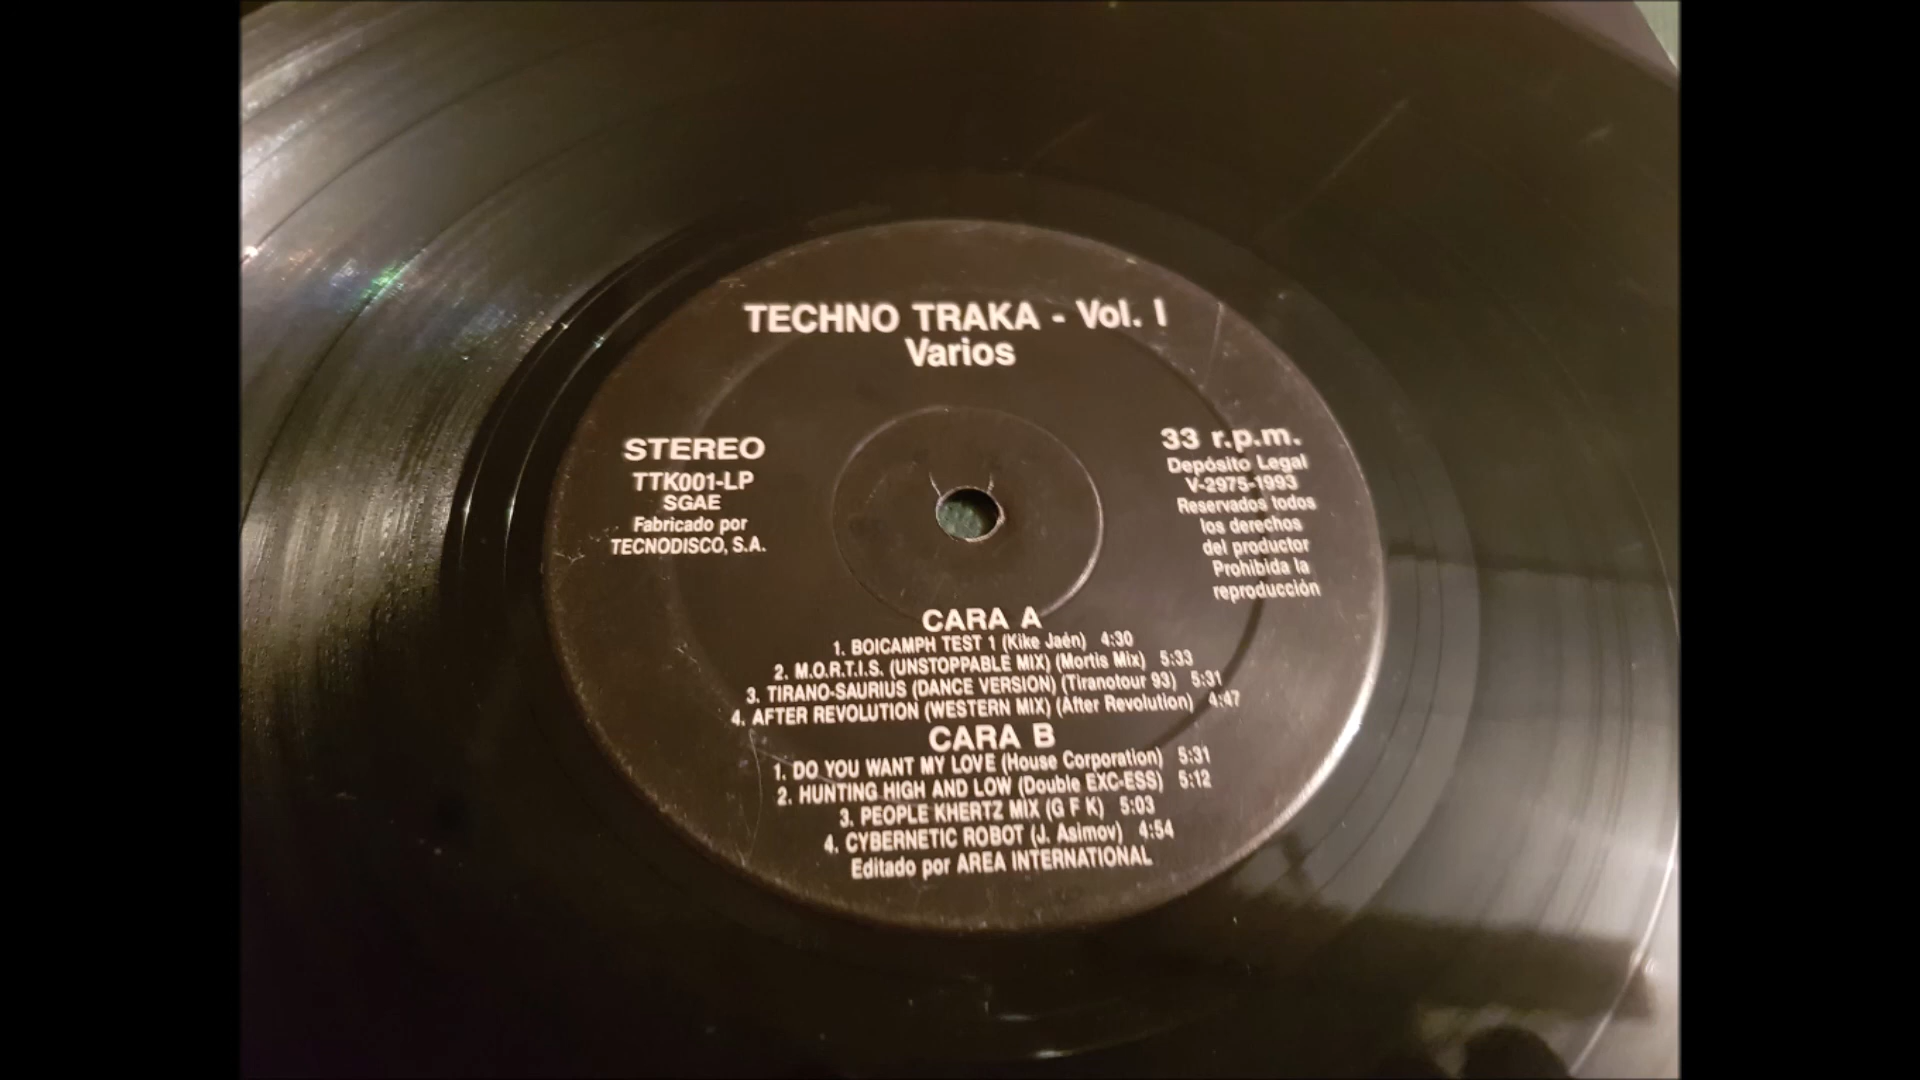 TECHNO TRAKA - Vol. I
Varios
STEREO
TTK001-LP
SGAE
Fabricado por
TECNODISCO, S.A.
33 r.p.m.
Depósito Legal
V-2975-1993
Reservados todos
los derechos
del productor
Prohibida la
reproducción
CARA A
1. BOICAMPH TEST 1 (Kike Jaén) 4:30
2. M.O.R.T.I.S. (UNSTOPPABLE MIX) (Mortis Mix) 5:33
3. TIRANO-SAURIUS (DANCE VERSION) (Tiranotour 93) 5:31
4. AFTER REVOLUTION (WESTERN MIX) (After Revolution) 4:47
CARA B
1. DO YOU WANT MY LOVE (House Corporation) 5:31
2. HUNTING HIGH AND LOW (Double EXC-ESS) 5:12
3. PEOPLE KHERTZ MIX (G F K) 5:03
4. CYBERNETIC ROBOT (J. Asimov) 4:54
Editado por AREA INTERNATIONAL